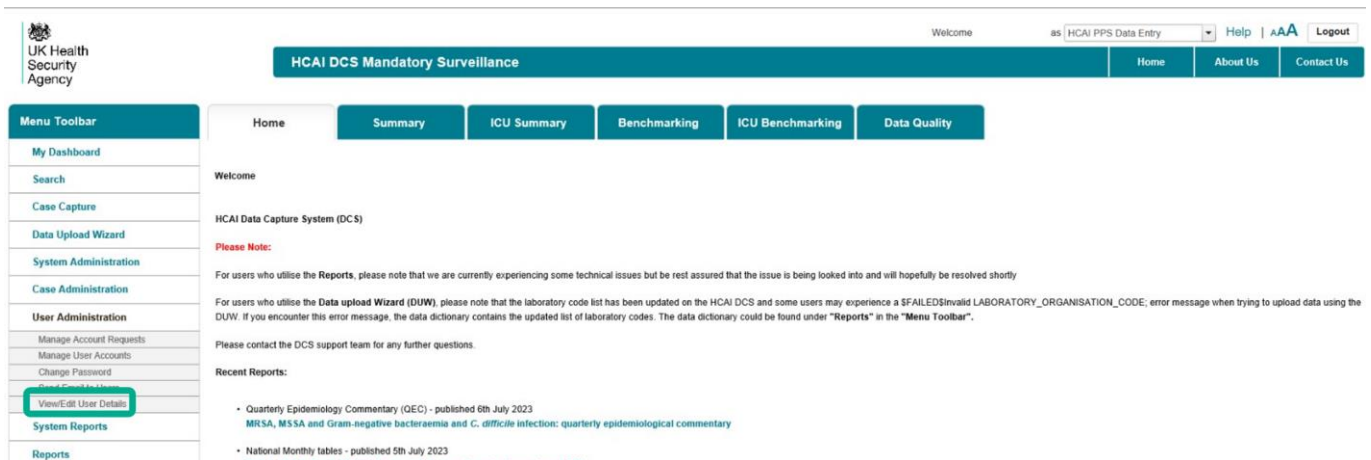 UK Health
Security
Agency
Welcome as HCAI PPS Data Entry Help | AAA Logout
HCAI DCS Mandatory Surveillance Home About Us Contact Us
Menu Toolbar
My Dashboard
Search
Case Capture
Data Upload Wizard
System Administration
Case Administration
User Administration
Manage Account Requests
Manage User Accounts
Change Password
Send Email to Users
View/Edit User Details
System Reports
Reports
Home Summary ICU Summary Benchmarking ICU Benchmarking Data Quality
Welcome
HCAI Data Capture System (DCS)
Please Note:
For users who utilise the Reports, please note that we are currently experiencing some technical issues but be rest assured that the issue is being looked into and will hopefully be resolved shortly
For users who utilise the Data upload Wizard (DUW), please note that the laboratory code list has been updated on the HCAI DCS and some users may experience a $FAILED$Invalid LABORATORY_ORGANISATION_CODE; error message when trying to upload data using the
DUW. If you encounter this error message, the data dictionary contains the updated list of laboratory codes. The data dictionary could be found under "Reports" in the "Menu Toolbar".
Please contact the DCS support team for any further questions.
Recent Reports:
• Quarterly Epidemiology Commentary (QEC) - published 6th July 2023
MRSA, MSSA and Gram-negative bacteraemia and C. difficile infection: quarterly epidemiological commentary
• National Monthly tables - published 5th July 2023